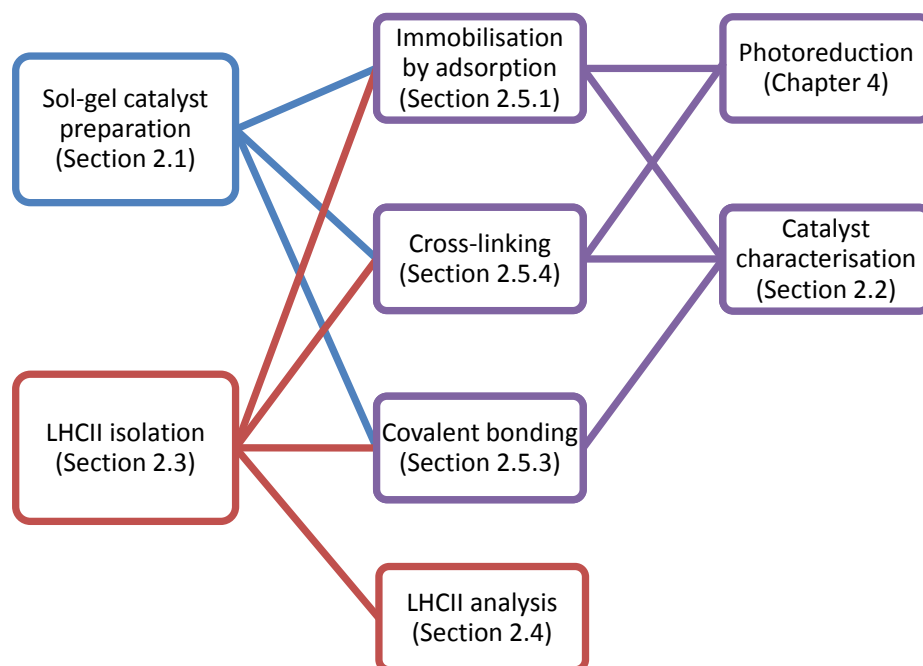 Sol-gel catalyst
preparation
(Section 2.1)
LHCII isolation
(Section 2.3)
Immobilisation
by adsorption
(Section 2.5.1)
Cross-linking
(Section 2.5.4)
Covalent bonding
(Section 2.5.3)
LHCII analysis
(Section 2.4)
Photoreduction
(Chapter 4)
Catalyst
characterisation
(Section 2.2)